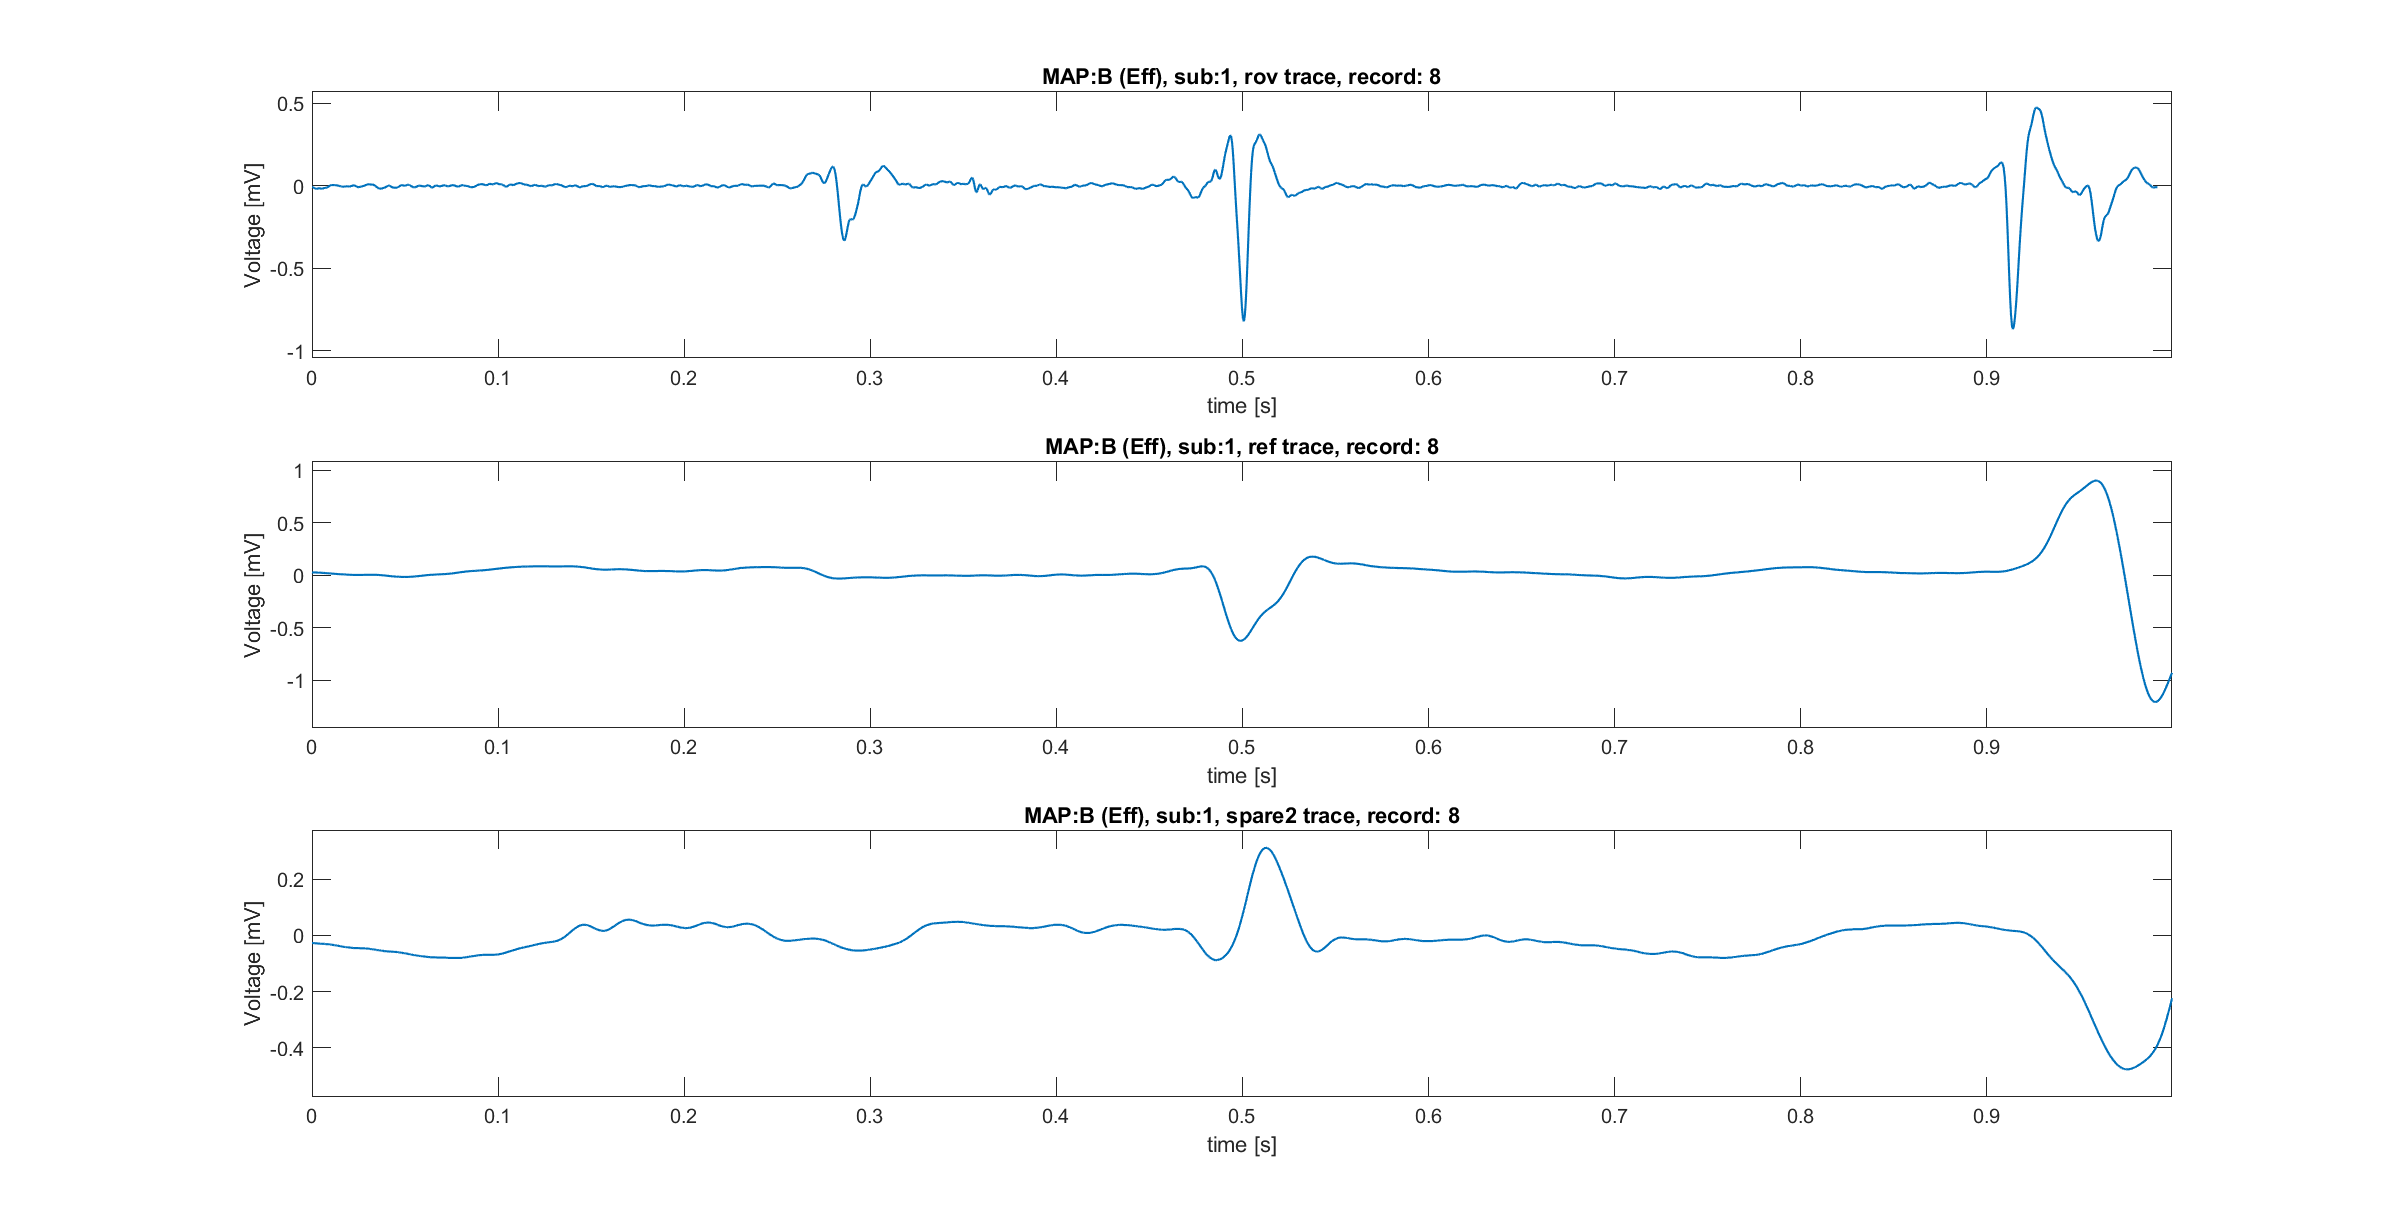 MAP:B (Eff), sub:1, rov trace, record: 8
Voltage [mV]
0.5
0
-0.5
-1
0 0.1 0.2 0.3 0.4 0.5 0.6 0.7 0.8 0.9
time [s]
MAP:B (Eff), sub:1, ref trace, record: 8
Voltage [mV]
1
0.5
0
-0.5
-1
0 0.1 0.2 0.3 0.4 0.5 0.6 0.7 0.8 0.9
time [s]
MAP:B (Eff), sub:1, spare2 trace, record: 8
Voltage [mV]
0.2
0
-0.2
-0.4
0 0.1 0.2 0.3 0.4 0.5 0.6 0.7 0.8 0.9
time [s]